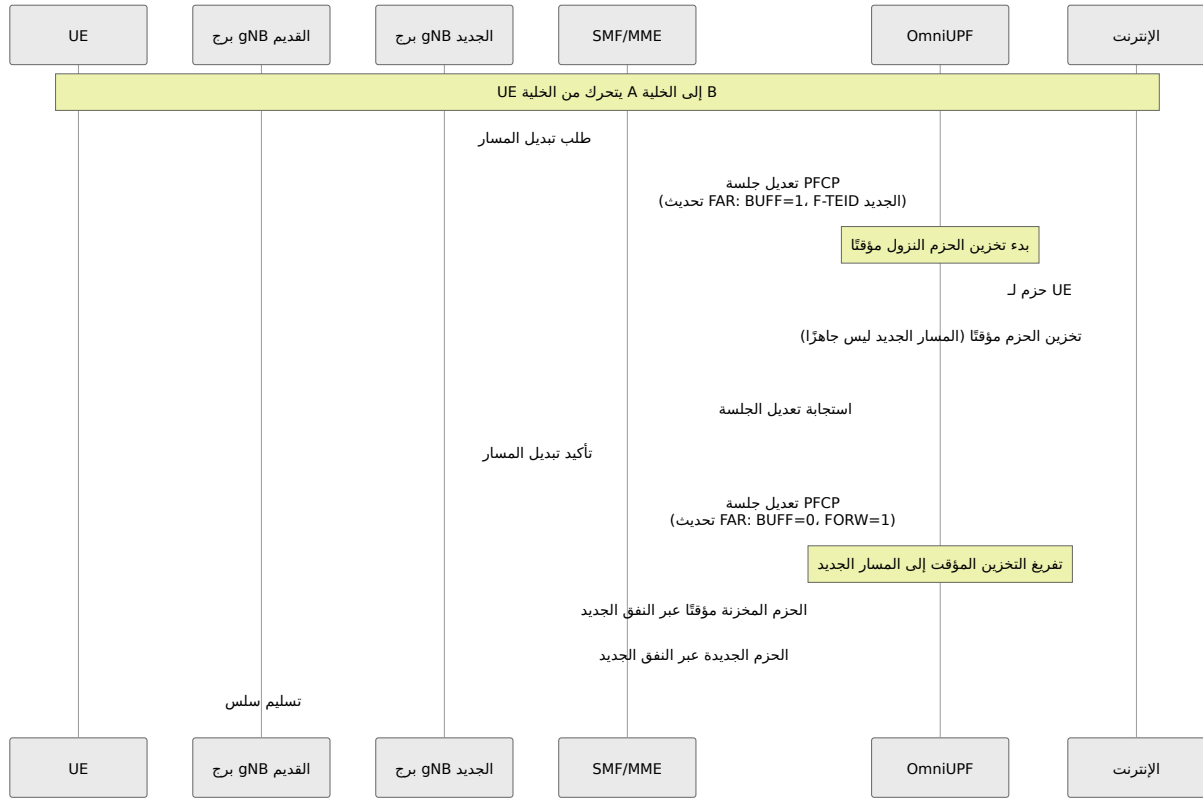 UE
برج gNB القديم
برج gNB الجديد
SMF/MME
OmniUPF
الإنترنت
UE يتحرك من الخلية A إلى الخلية B
طلب تبديل المسار
تعديل جلسة PFCP
(تحديث FAR: BUFF=1، F-TEID الجديد)
بدء تخزين الحزم النزول مؤقتًا
حزم لـ UE
تخزين الحزم مؤقتًا (المسار الجديد ليس جاهزًا)
استجابة تعديل الجلسة
تأكيد تبديل المسار
تعديل جلسة PFCP
(تحديث FAR: BUFF=0، FORW=1)
تفريغ التخزين المؤقت إلى المسار الجديد
الحزم المخزنة مؤقتًا عبر النفق الجديد
الحزم الجديدة عبر النفق الجديد
تسليم سلس
UE
برج gNB القديم
برج gNB الجديد
SMF/MME
OmniUPF
الإنترنت